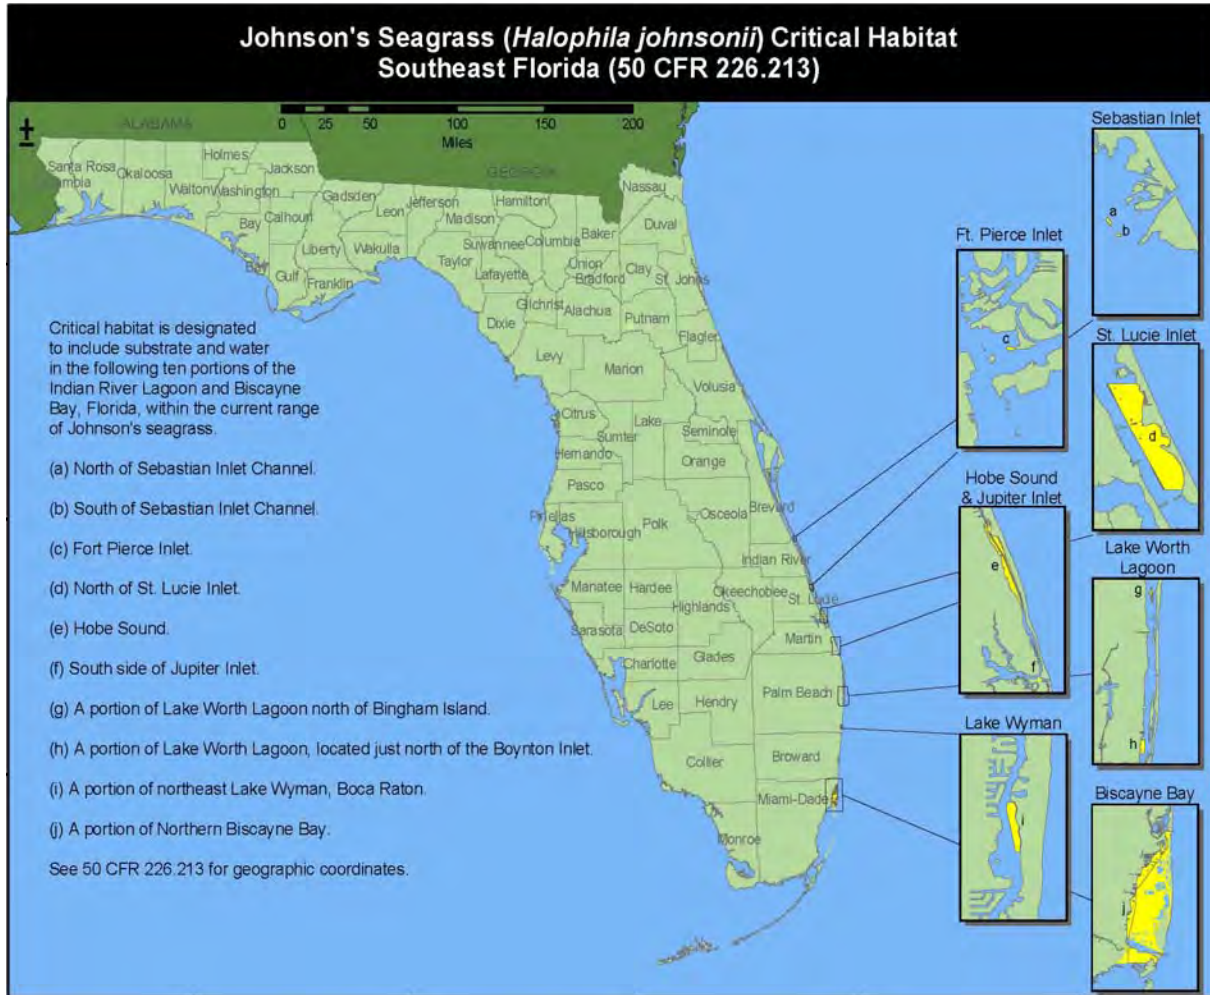 Johnson's Seagrass (Halophila johnsonii) Critical Habitat
Southeast Florida (50 CFR 226.213)
ALABAMA
0 25 50 100 150 200
Miles
GEORGIA
Santa Rosa
Okaloosa
Holmes
Walton
Washington
Jackson
Bay
Calhoun
Gulf
Liberty
Franklin
Gadsden
Leon
Wakulla
Jefferson
Madison
Taylor
Hamilton
Suwannee
Lafayette
Columbia
Dixie
Gilchrist
Baker
Union
Bradford
Alachua
Nassau
Duval
Clay
St. Johns
Putnam
Flagler
Levy
Marion
Volusia
Citrus
Sumter
Lake
Hernando
Seminole
Orange
Pasco
Pinellas
Hillsborough
Polk
Osceola
Brevard
Indian River
Manatee
Hardee
Highlands
Okeechobee
St. Lucie
Sarasota
DeSoto
Martin
Charlotte
Glades
Lee
Hendry
Palm Beach
Collier
Broward
Miami-Dade
Monroe
Critical habitat is designated
to include substrate and water
in the following ten portions of the
Indian River Lagoon and Biscayne
Bay, Florida, within the current range
of Johnson's seagrass.
(a) North of Sebastian Inlet Channel.
(b) South of Sebastian Inlet Channel.
(c) Fort Pierce Inlet.
(d) North of St. Lucie Inlet.
(e) Hobe Sound.
(f) South side of Jupiter Inlet.
(g) A portion of Lake Worth Lagoon north of Bingham Island.
(h) A portion of Lake Worth Lagoon, located just north of the Boynton Inlet.
(i) A portion of northeast Lake Wyman, Boca Raton.
(j) A portion of Northern Biscayne Bay.
See 50 CFR 226.213 for geographic coordinates.
Sebastian Inlet
a
b
Ft. Pierce Inlet
c
St. Lucie Inlet
d
Hobe Sound
& Jupiter Inlet
e
f
Lake Worth
Lagoon
g
h
Lake Wyman
i
Biscayne Bay
j